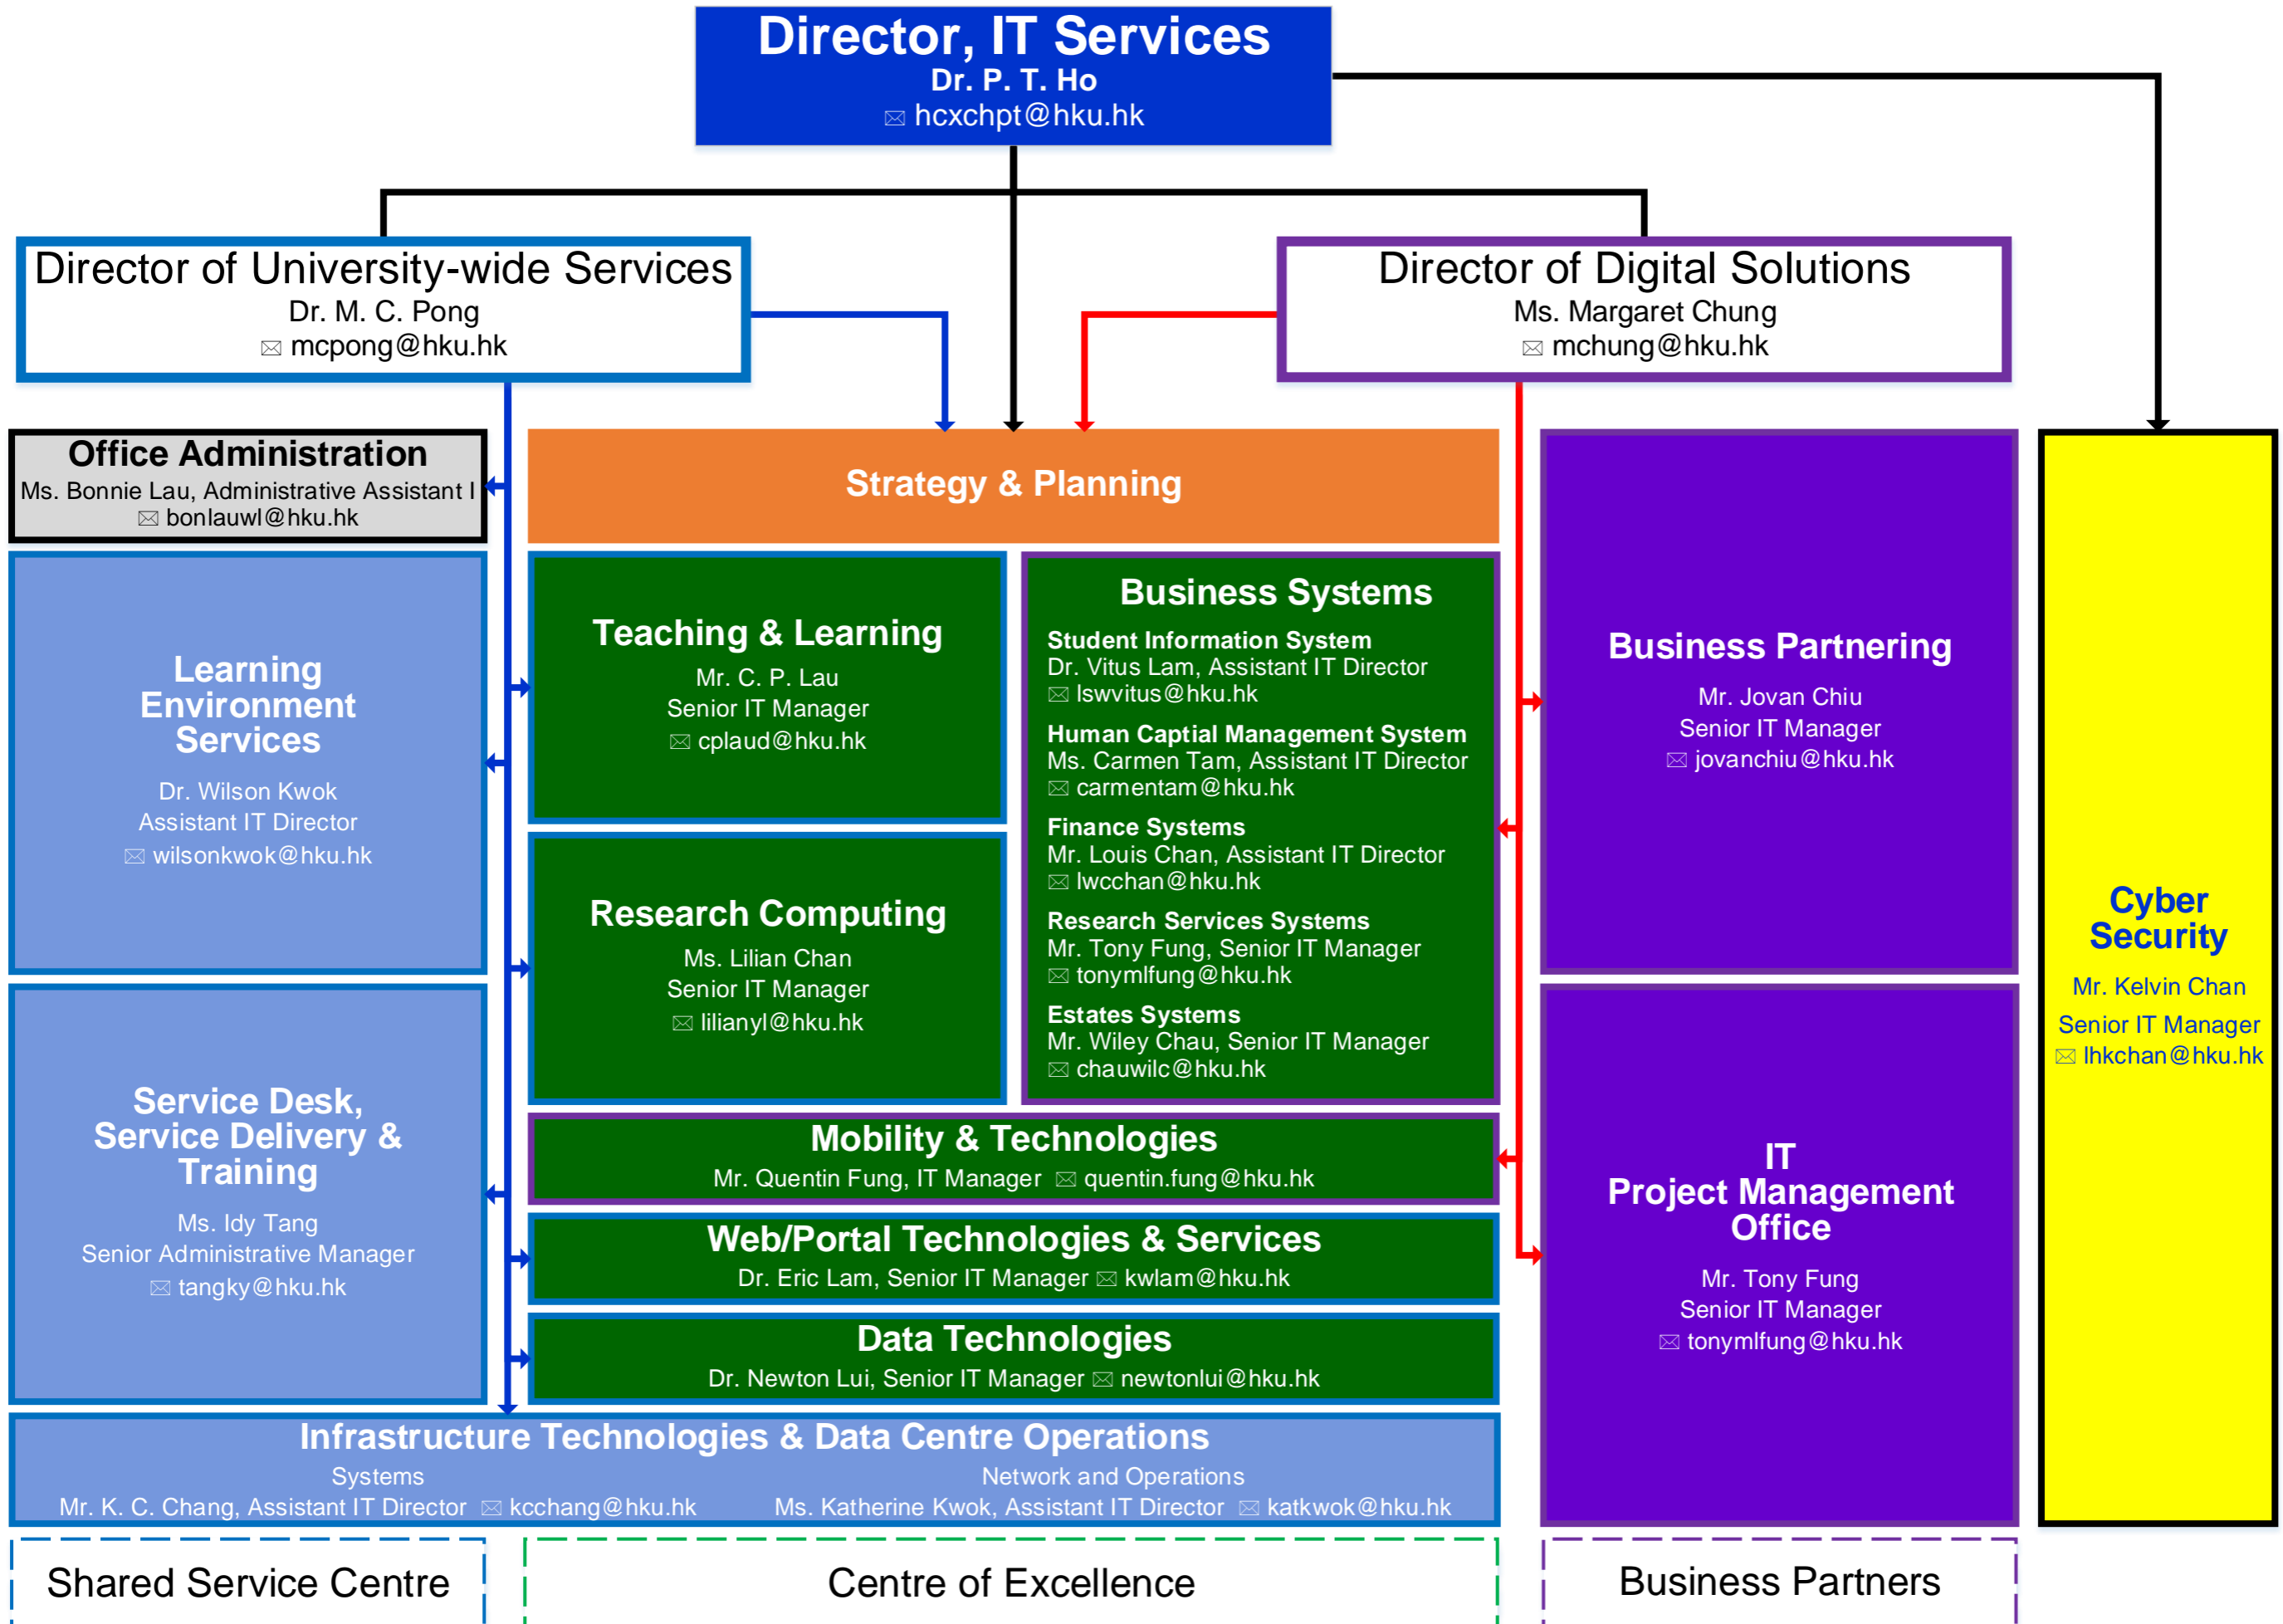 Director, IT Services
Dr. P. T. Ho
✉ hcxchpt@hku.hk
Director of University-wide Services
Dr. M. C. Pong
✉ mcpong@hku.hk
Director of Digital Solutions
Ms. Margaret Chung
✉ mchung@hku.hk
Office Administration
Ms. Bonnie Lau, Administrative Assistant I
✉ bonlauwl@hku.hk
Strategy & Planning
Learning
Environment
Services
Dr. Wilson Kwok
Assistant IT Director
✉ wilsonkwok@hku.hk
Service Desk,
Service Delivery &
Training
Ms. Idy Tang
Senior Administrative Manager
✉ tangky@hku.hk
Teaching & Learning
Mr. C. P. Lau
Senior IT Manager
✉ cplaud@hku.hk
Research Computing
Ms. Lilian Chan
Senior IT Manager
✉ lilianyl@hku.hk
Business Systems
Student Information System
Dr. Vitus Lam, Assistant IT Director
✉ lswvitus@hku.hk
Human Captial Management System
Ms. Carmen Tam, Assistant IT Director
✉ carmentam@hku.hk
Finance Systems
Mr. Louis Chan, Assistant IT Director
✉ lwcchan@hku.hk
Research Services Systems
Mr. Tony Fung, Senior IT Manager
✉ tonymlfung@hku.hk
Estates Systems
Mr. Wiley Chau, Senior IT Manager
✉ chauwilc@hku.hk
Mobility & Technologies
Mr. Quentin Fung, IT Manager ✉ quentin.fung@hku.hk
Web/Portal Technologies & Services
Dr. Eric Lam, Senior IT Manager ✉ kwlam@hku.hk
Data Technologies
Dr. Newton Lui, Senior IT Manager ✉ newtonlui@hku.hk
Infrastructure Technologies & Data Centre Operations
Systems
Mr. K. C. Chang, Assistant IT Director ✉ kcchang@hku.hk
Network and Operations
Ms. Katherine Kwok, Assistant IT Director ✉ katkwok@hku.hk
Business Partnering
Mr. Jovan Chiu
Senior IT Manager
✉ jovanchiu@hku.hk
IT
Project Management
Office
Mr. Tony Fung
Senior IT Manager
✉ tonymlfung@hku.hk
Cyber
Security
Mr. Kelvin Chan
Senior IT Manager
✉ lhkchan@hku.hk
Shared Service Centre
Centre of Excellence
Business Partners